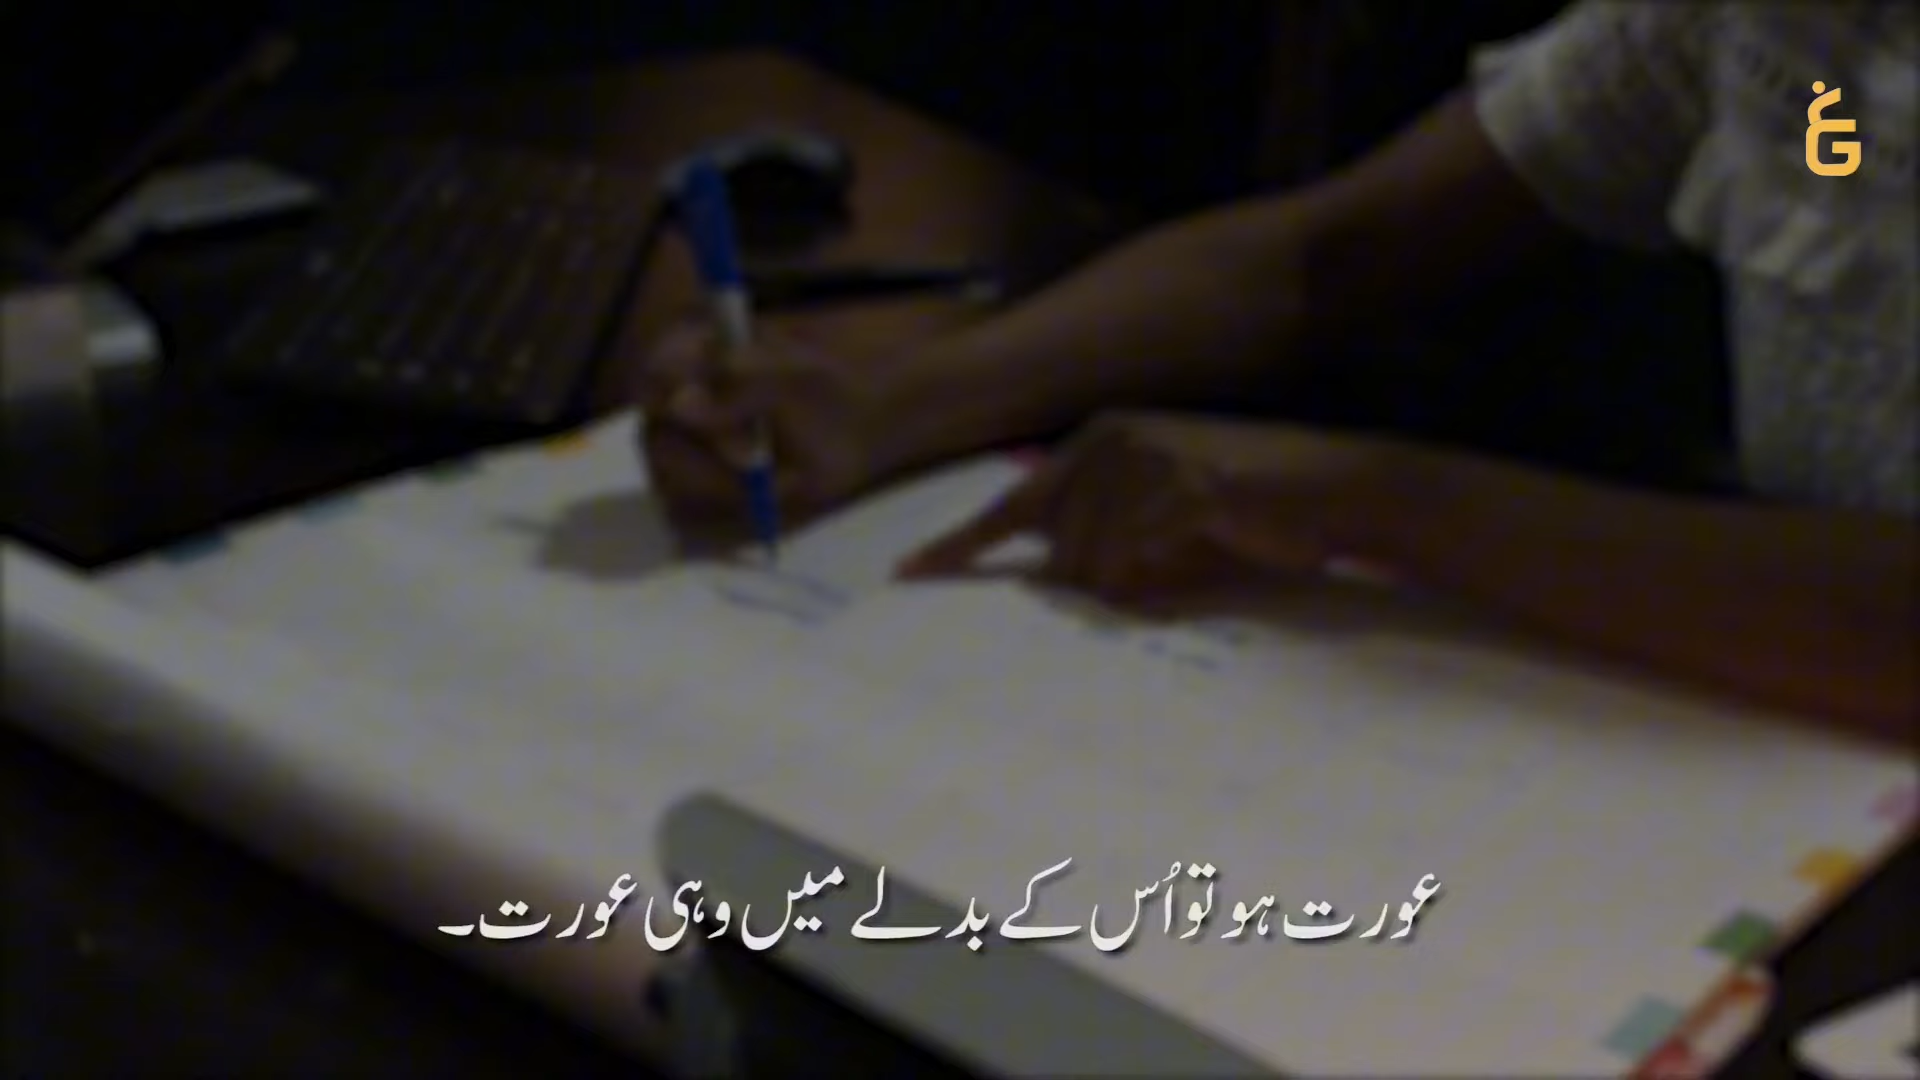 عورت ہو تو اُس کے بدلے میں وہی عورت۔